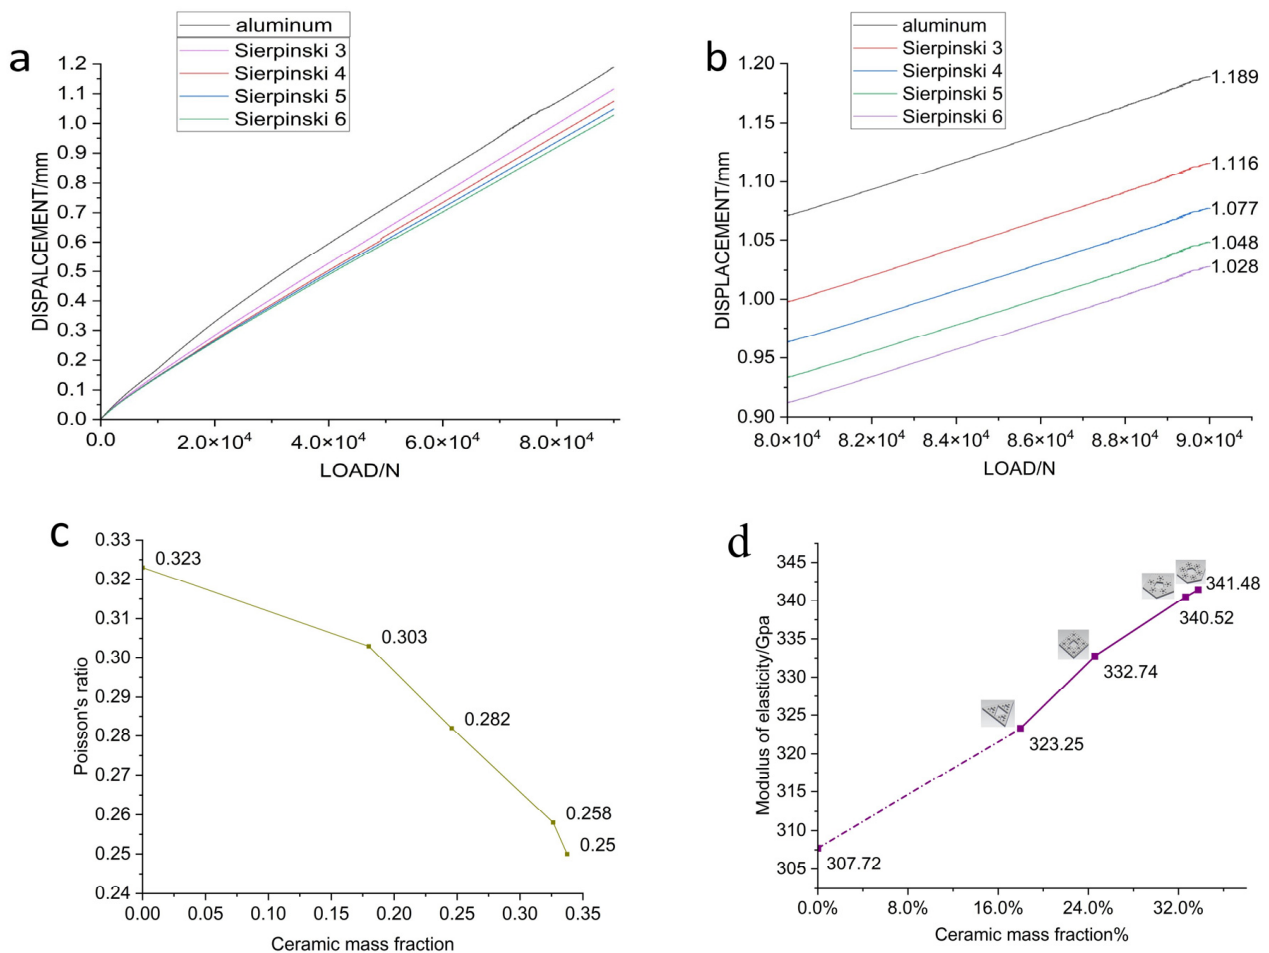 aluminum
Sierpinski 3
Sierpinski 4
Sierpinski 5
Sierpinski 6
a
1.2
1.1
1.0
0.9
0.8
0.7
0.6
0.5
0.4
0.3
0.2
0.1
0.0
DISPALCEMENT/mm
0.0 2.0×10⁴ 4.0×10⁴ 6.0×10⁴ 8.0×10⁴
LOAD/N
aluminum
Sierpinski 3
Sierpinski 4
Sierpinski 5
Sierpinski 6
b
1.20
1.15
1.10
1.05
1.00
0.95
0.90
DISPLACEMENT/mm
1.189
1.116
1.077
1.048
1.028
8.0×10⁴ 8.2×10⁴ 8.4×10⁴ 8.6×10⁴ 8.8×10⁴ 9.0×10⁴
LOAD/N
c
0.33
0.32
0.31
0.30
0.29
0.28
0.27
0.26
0.25
0.24
Poisson's ratio
0.323
0.303
0.282
0.258
0.25
0.00 0.05 0.10 0.15 0.20 0.25 0.30 0.35
Ceramic mass fraction
d
345
340
335
330
325
320
315
310
305
Modulus of elasticity/Gpa
341.48
340.52
332.74
323.25
307.72
0.0% 8.0% 16.0% 24.0% 32.0%
Ceramic mass fraction%